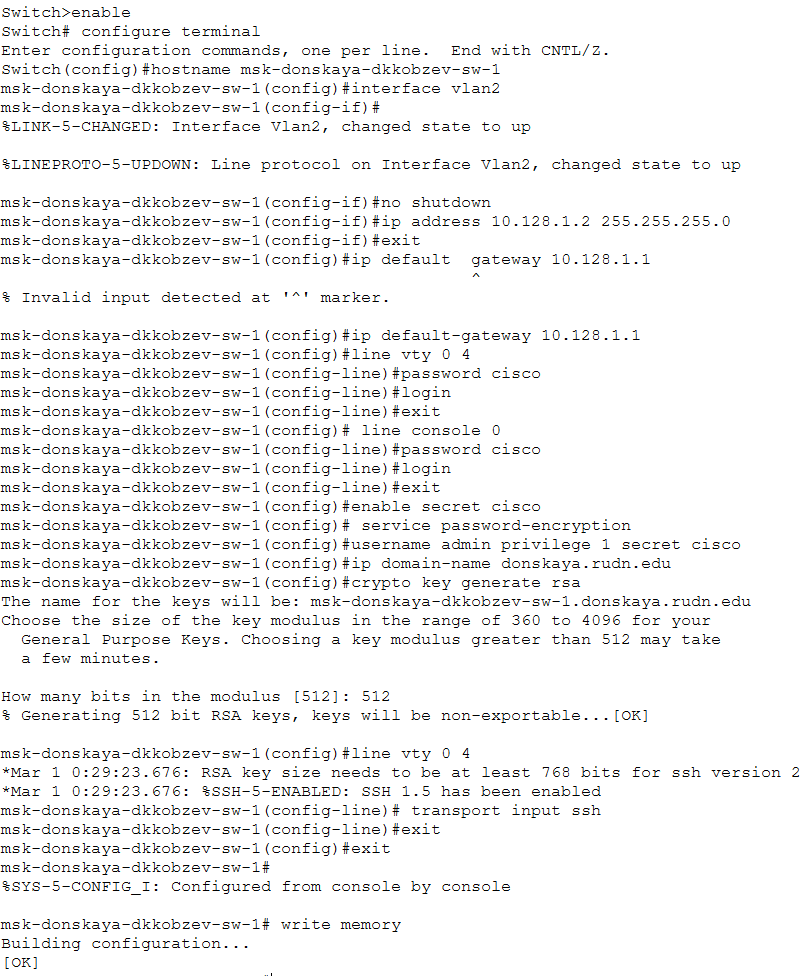 Switch>enable
Switch# configure terminal
Enter configuration commands, one per line.  End with CNTL/Z.
Switch(config)#hostname msk-donskaya-dkkobzev-sw-1
msk-donskaya-dkkobzev-sw-1(config)#interface vlan2
msk-donskaya-dkkobzev-sw-1(config-if)#
%LINK-5-CHANGED: Interface Vlan2, changed state to up
%LINEPROTO-5-UPDOWN: Line protocol on Interface Vlan2, changed state to up
msk-donskaya-dkkobzev-sw-1(config-if)#no shutdown
msk-donskaya-dkkobzev-sw-1(config-if)#ip address 10.128.1.2 255.255.255.0
msk-donskaya-dkkobzev-sw-1(config-if)#exit
msk-donskaya-dkkobzev-sw-1(config)#ip default  gateway 10.128.1.1
^
% Invalid input detected at '^' marker.
msk-donskaya-dkkobzev-sw-1(config)#ip default-gateway 10.128.1.1
msk-donskaya-dkkobzev-sw-1(config)#line vty 0 4
msk-donskaya-dkkobzev-sw-1(config-line)#password cisco
msk-donskaya-dkkobzev-sw-1(config-line)#login
msk-donskaya-dkkobzev-sw-1(config-line)#exit
msk-donskaya-dkkobzev-sw-1(config)# line console 0
msk-donskaya-dkkobzev-sw-1(config-line)#password cisco
msk-donskaya-dkkobzev-sw-1(config-line)#login
msk-donskaya-dkkobzev-sw-1(config-line)#exit
msk-donskaya-dkkobzev-sw-1(config)#enable secret cisco
msk-donskaya-dkkobzev-sw-1(config)# service password-encryption
msk-donskaya-dkkobzev-sw-1(config)#username admin privilege 1 secret cisco
msk-donskaya-dkkobzev-sw-1(config)#ip domain-name donskaya.rudn.edu
msk-donskaya-dkkobzev-sw-1(config)#crypto key generate rsa
The name for the keys will be: msk-donskaya-dkkobzev-sw-1.donskaya.rudn.edu
Choose the size of the key modulus in the range of 360 to 4096 for your
General Purpose Keys. Choosing a key modulus greater than 512 may take
a few minutes.
How many bits in the modulus [512]: 512
% Generating 512 bit RSA keys, keys will be non-exportable...[OK]
msk-donskaya-dkkobzev-sw-1(config)#line vty 0 4
*Mar 1 0:29:23.676: RSA key size needs to be at least 768 bits for ssh version 2
*Mar 1 0:29:23.676: %SSH-5-ENABLED: SSH 1.5 has been enabled
msk-donskaya-dkkobzev-sw-1(config-line)# transport input ssh
msk-donskaya-dkkobzev-sw-1(config-line)#exit
msk-donskaya-dkkobzev-sw-1(config)#exit
msk-donskaya-dkkobzev-sw-1#
%SYS-5-CONFIG_I: Configured from console by console
msk-donskaya-dkkobzev-sw-1# write memory
Building configuration...
[OK]